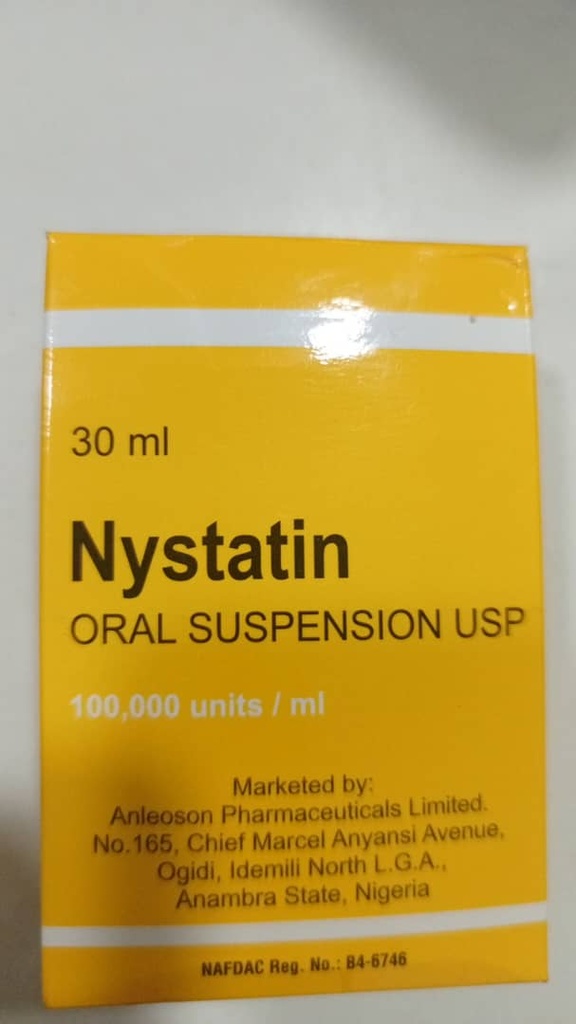 30 ml
Nystatin
ORAL SUSPENSION USP
100,000 units / ml
Marketed by:
Anleoson Pharmaceuticals Limited.
No.165, Chief Marcel Anyansi Avenue,
Ogidi, Idemili North L.G.A.,
Anambra State, Nigeria
NAFDAC Reg. No.: B4-6746